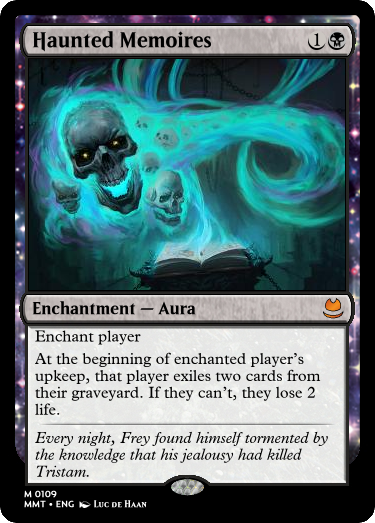 Haunted Memoires 1
Enchantment — Aura
Enchant player
At the beginning of enchanted player's
upkeep, that player exiles two cards from
their graveyard. If they can't, they lose 2
life.
Every night, Frey found himself tormented by
the knowledge that his jealousy had killed
Tristam.
M 0109
MMT • ENG Luc de Haan